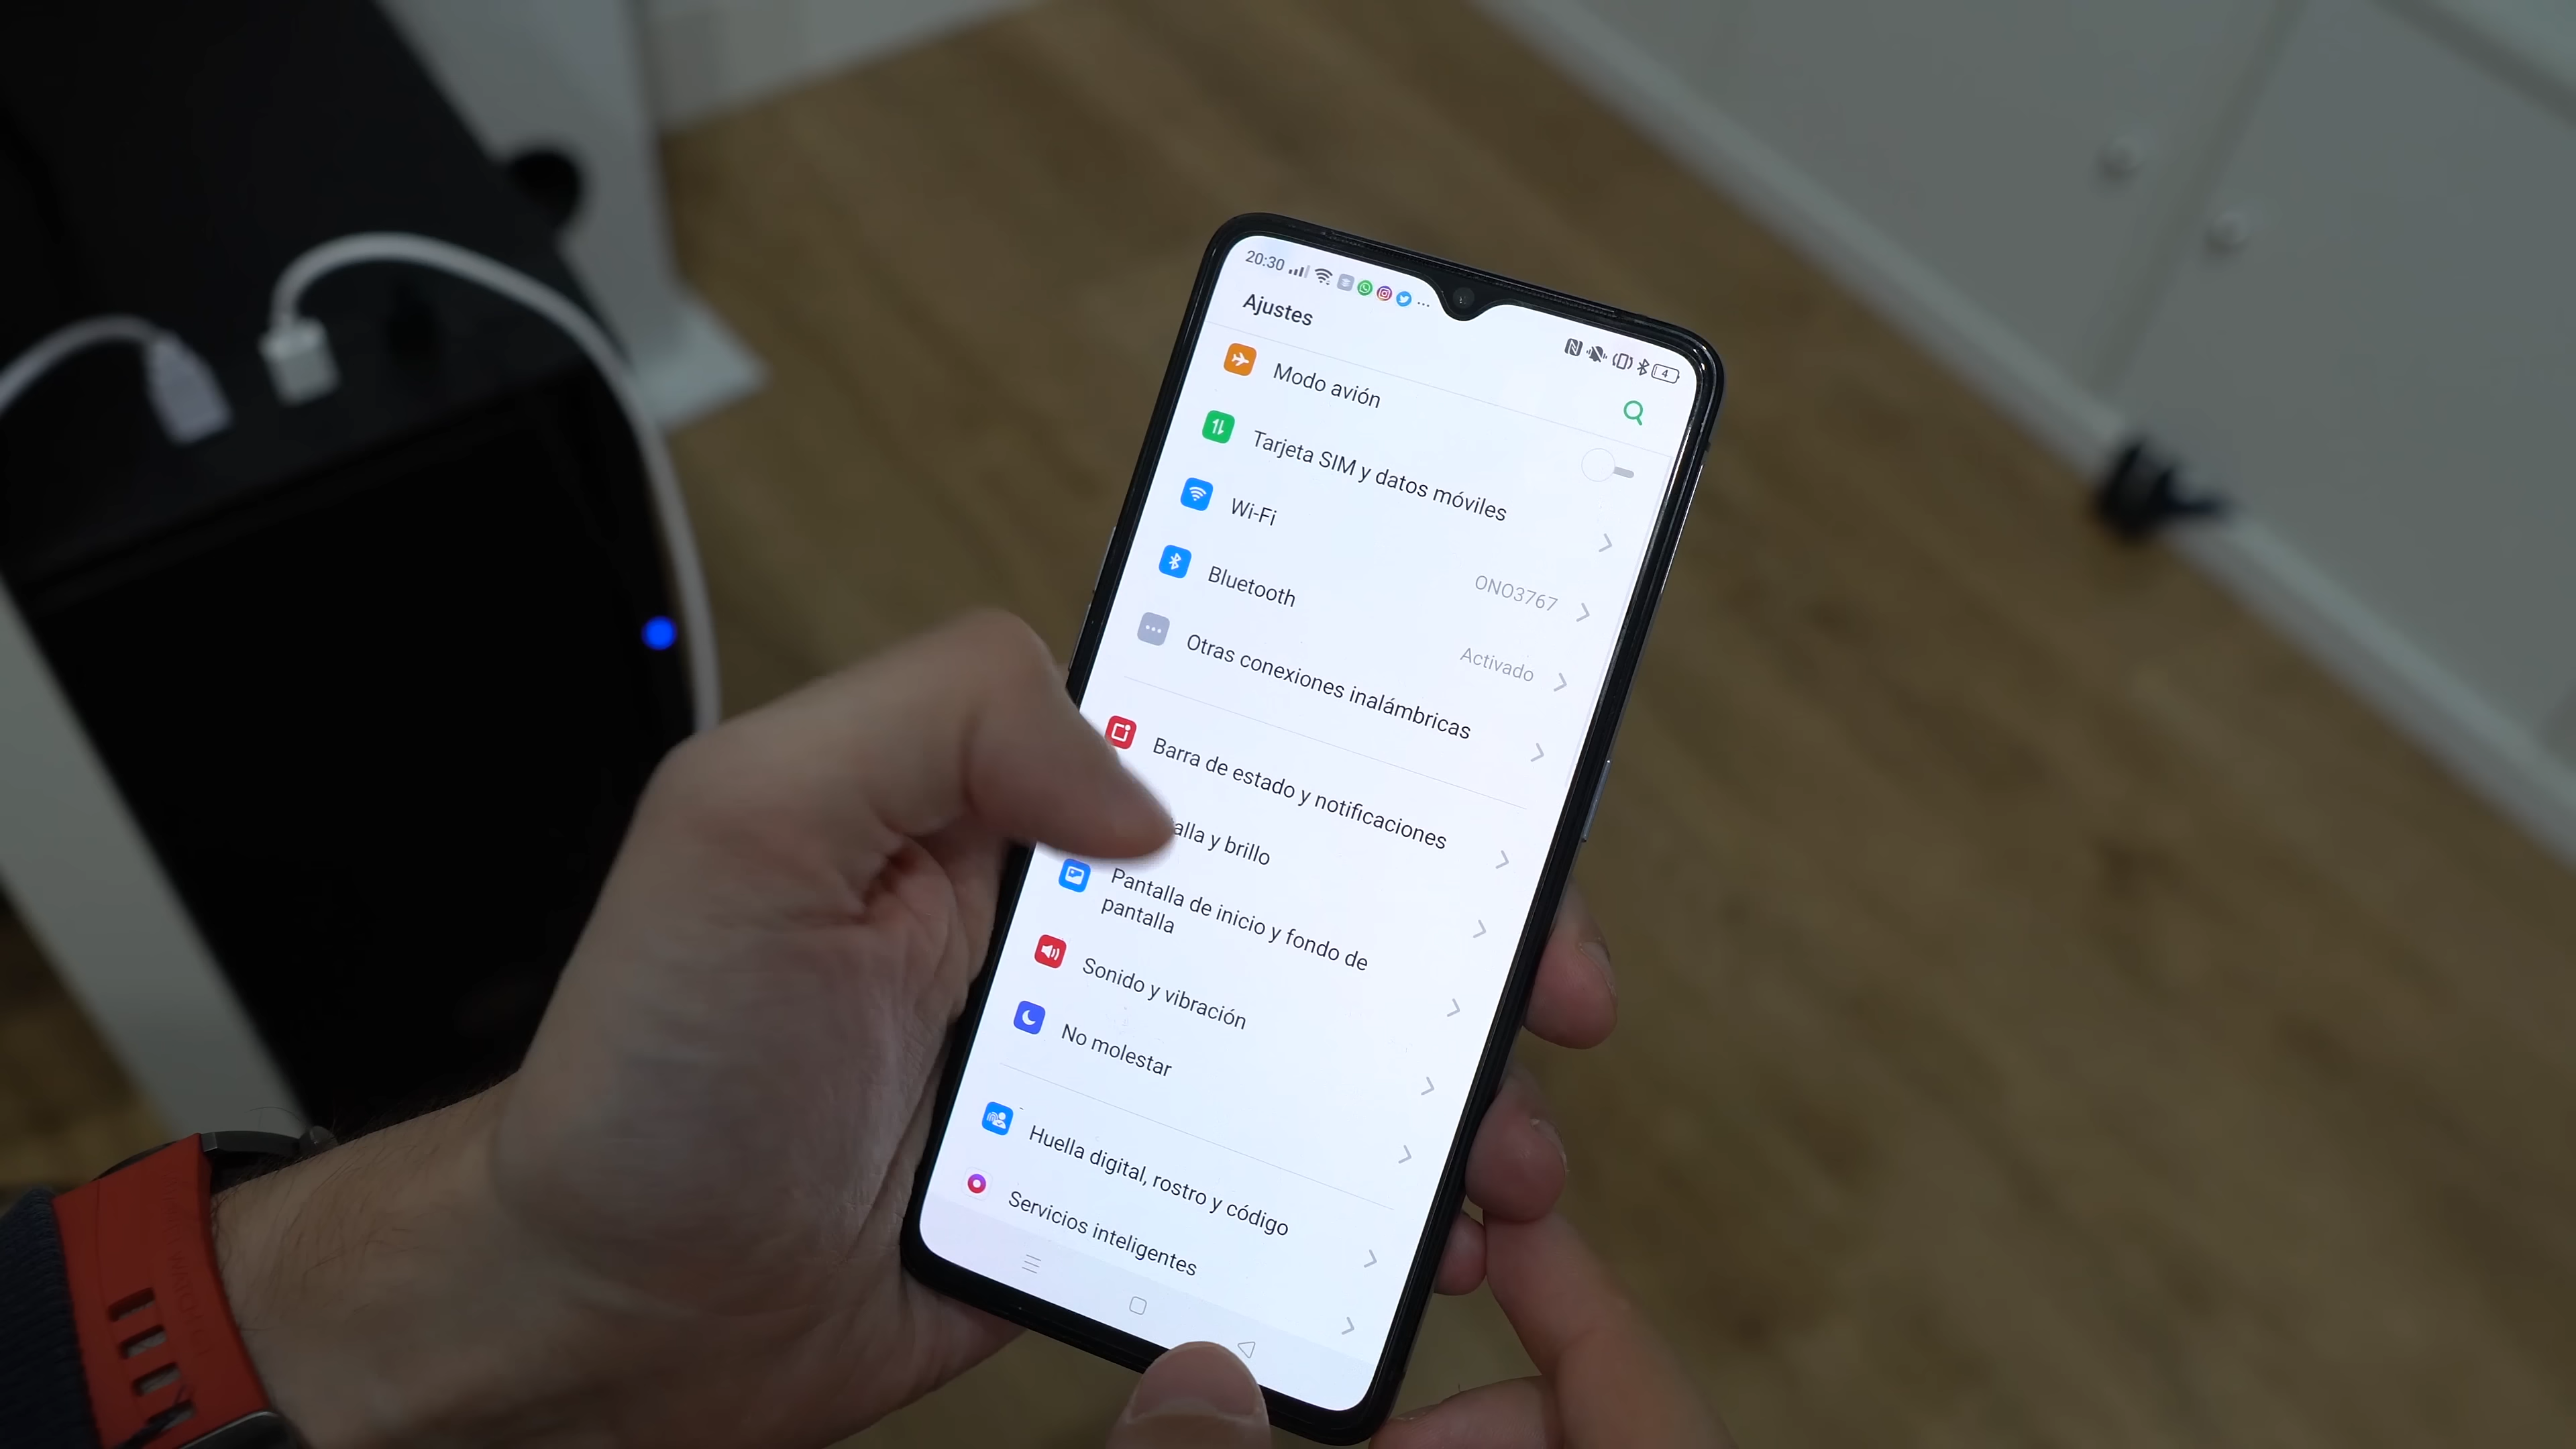 20:30
4
Ajustes
Modo avión
Tarjeta SIM y datos móviles
Wi-Fi
ONO3767
Bluetooth
Activado
Otras conexiones inalámbricas
Barra de estado y notificaciones
alla y brillo
Pantalla de inicio y fondo de
pantalla
Sonido y vibración
No molestar
Huella digital, rostro y código
Servicios inteligentes